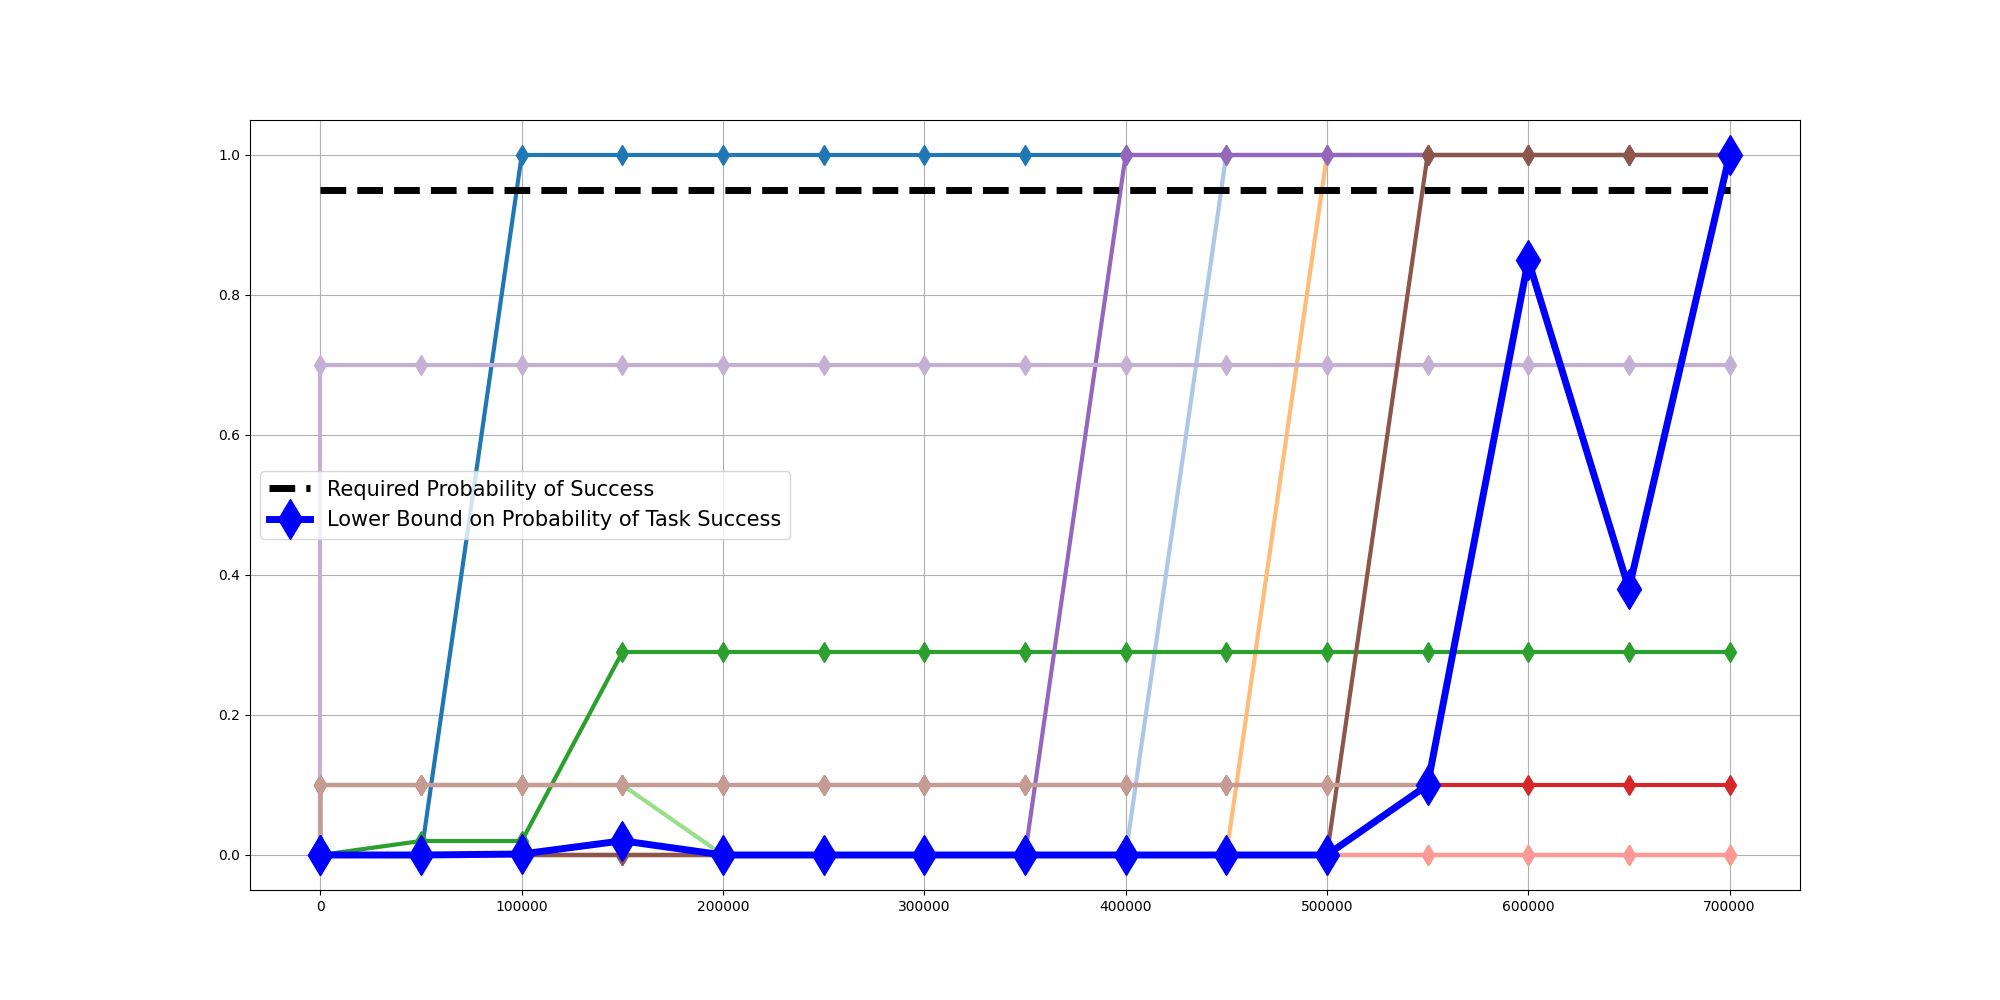 1.0
0.8
0.6
0.4
0.2
0.0
Required Probability of Success
Lower Bound on Probability of Task Success
0 100000 200000 300000 400000 500000 600000 700000